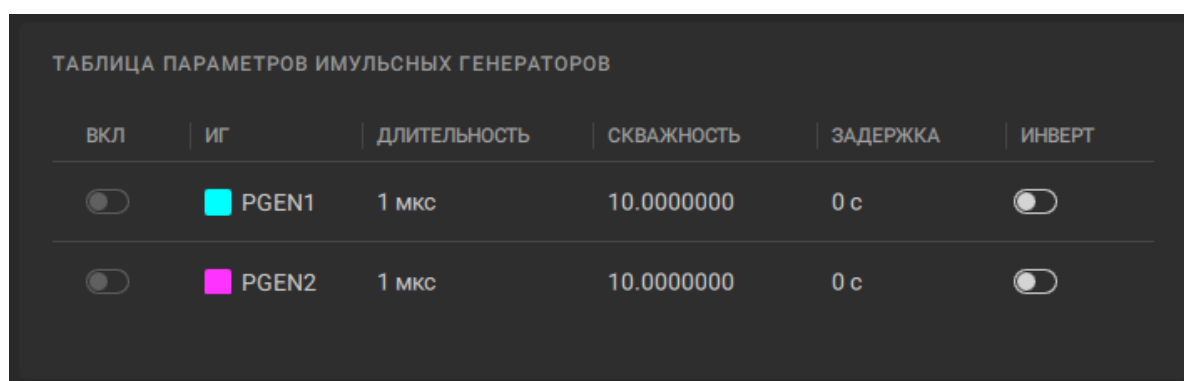 ТАБЛИЦА ПАРАМЕТРОВ ИМУЛЬСНЫХ ГЕНЕРАТОРОВ
ВКЛ ИГ ДЛИТЕЛЬНОСТЬ СКВАЖНОСТЬ ЗАДЕРЖКА ИНВЕРТ
PGEN1 1 мкс 10.0000000 0 с
PGEN2 1 мкс 10.0000000 0 с